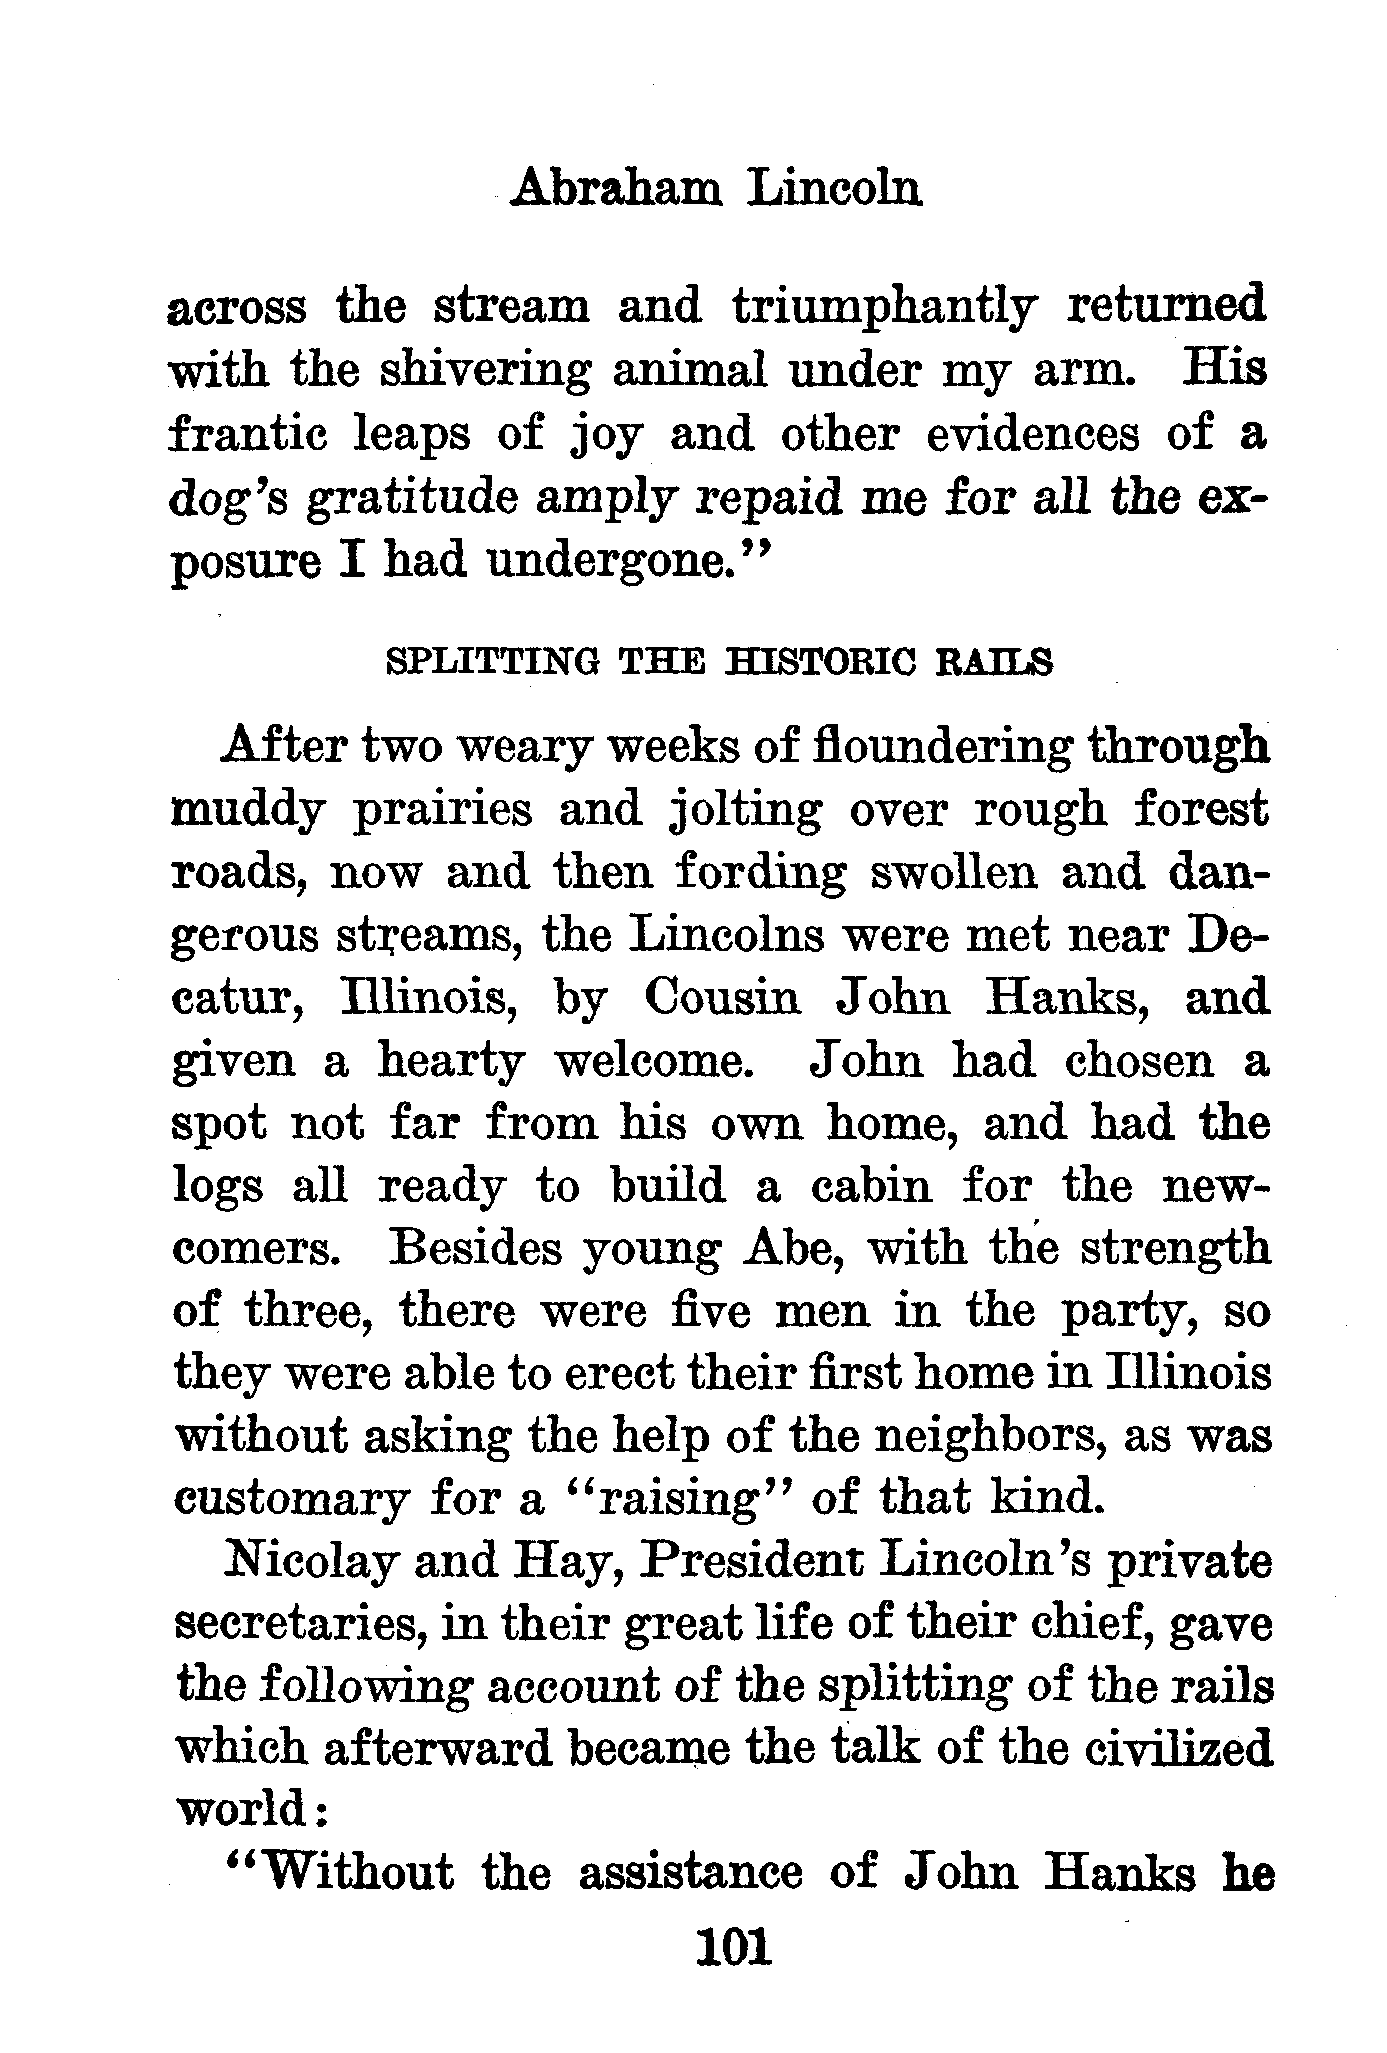 Abraham Lincoln
across the stream and triumphantly returned
with the shivering animal under my arm. His
frantic leaps of joy and other evidences of a
dog's gratitude amply repaid me for all the ex-
posure I had undergone."
SPLITTING THE HISTORIC RAILS
After two weary weeks of floundering through
muddy prairies and jolting over rough forest
roads, now and then fording swollen and dan-
gerous streams, the Lincolns were met near De-
catur, Illinois, by Cousin John Hanks, and
given a hearty welcome. John had chosen a
spot not far from his own home, and had the
logs all ready to build a cabin for the new-
comers. Besides young Abe, with the strength
of three, there were five men in the party, so
they were able to erect their first home in Illinois
without asking the help of the neighbors, as was
customary for a "raising" of that kind.
Nicolay and Hay, President Lincoln's private
secretaries, in their great life of their chief, gave
the following account of the splitting of the rails
which afterward became the talk of the civilized
world:
"Without the assistance of John Hanks he
101